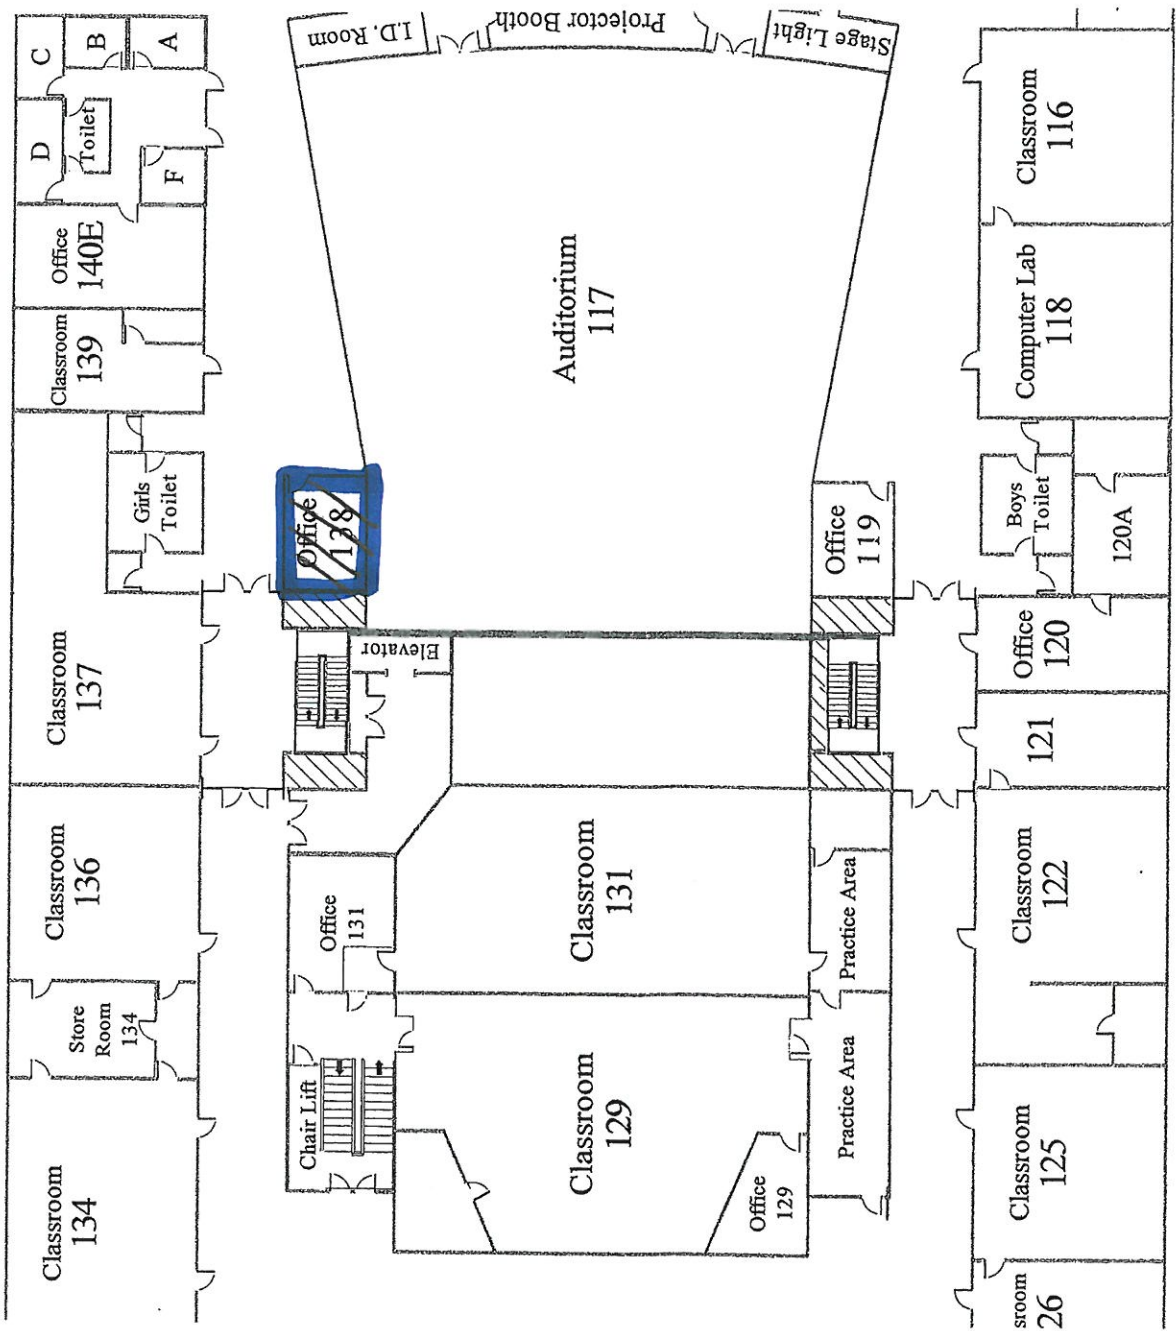 C
B
A
D
Toilet
F
Office
140E
Classroom
139
Girls
Toilet
Classroom
137
Classroom
136
Store
Room
134
Classroom
134
I.D. Room
Projector Booth
Stage Light
Auditorium
117
Office
138
Office
119
Elevator
Office
131
Classroom
131
Practice Area
Chair Lift
Classroom
129
Practice Area
Office
129
Classroom
116
Computer Lab
118
Boys
Toilet
120A
Office
120
121
Classroom
122
Classroom
125
sroom
26